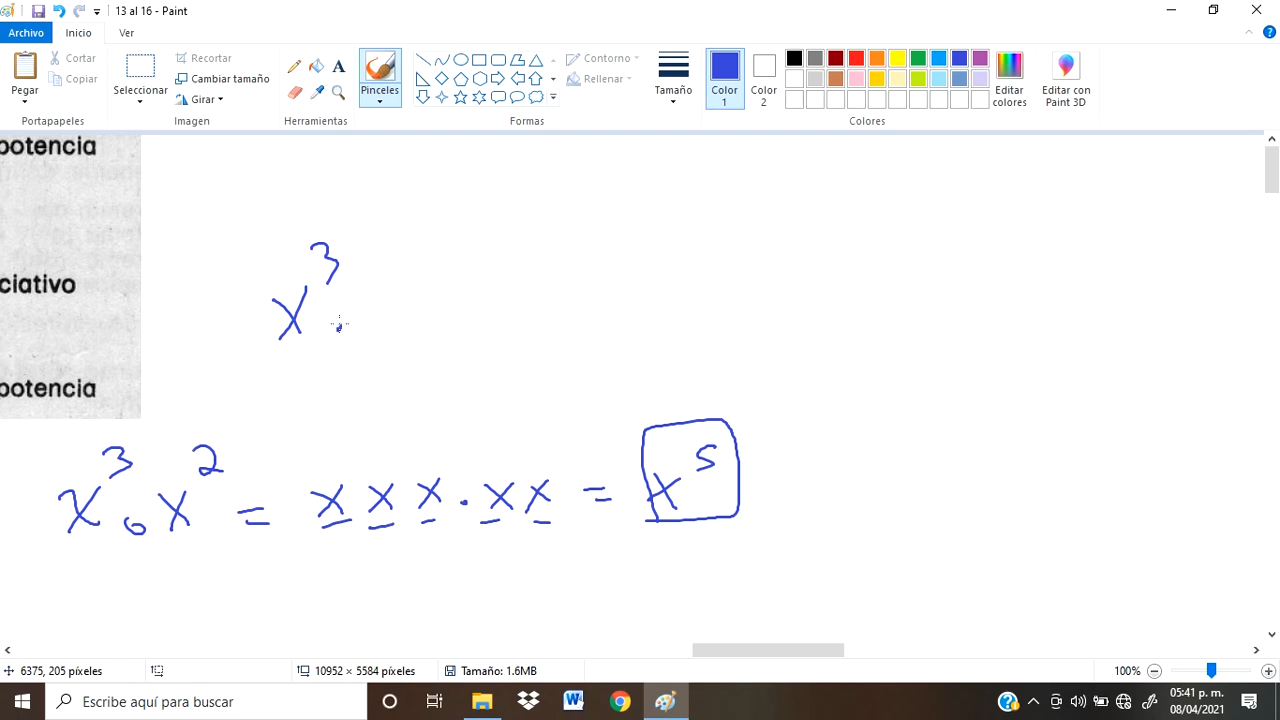 13 al 16 - Paint
Archivo Inicio Ver
Pegar Cortar Copiar Seleccionar Recortar Cambiar tamaño Girar A Pinceles Contorno Rellenar Tamaño Color 1 Color 2 Editar colores Editar con Paint 3D
Portapapeles Imagen Herramientas Formas Colores
potencia
x³ .
ciativo
potencia
x³ . x² = x x x . x x = x⁵
6375, 205 píxeles 10952 × 5584 píxeles Tamaño: 1.6MB 100%
Escribe aquí para buscar
05:41 p. m.
08/04/2021